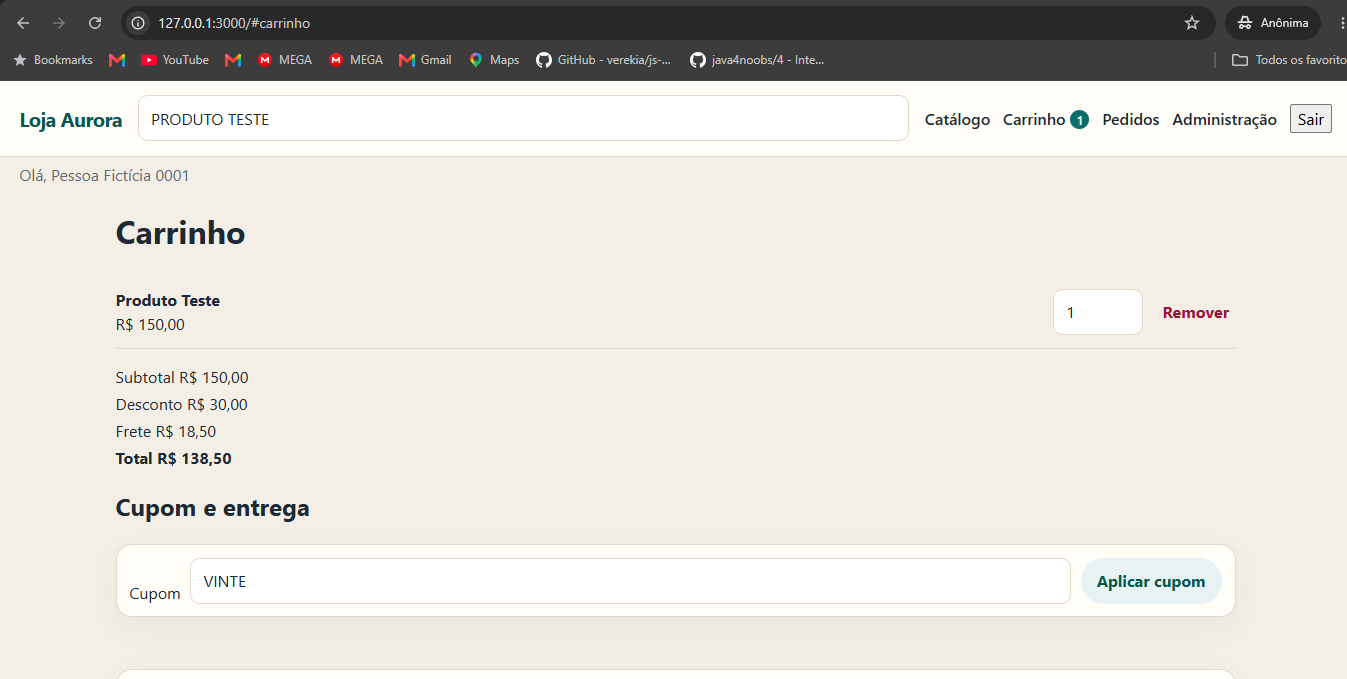 127.0.0.1:3000/#carrinho
Anônima
Bookmarks YouTube MEGA MEGA Gmail Maps GitHub - verekia/js-... java4noobs/4 - Inte... Todos os favorito
Loja Aurora PRODUTO TESTE Catálogo Carrinho 1 Pedidos Administração Sair
Olá, Pessoa Fictícia 0001
Carrinho
Produto Teste
R$ 150,00
1 Remover
Subtotal R$ 150,00
Desconto R$ 30,00
Frete R$ 18,50
Total R$ 138,50
Cupom e entrega
Cupom VINTE Aplicar cupom